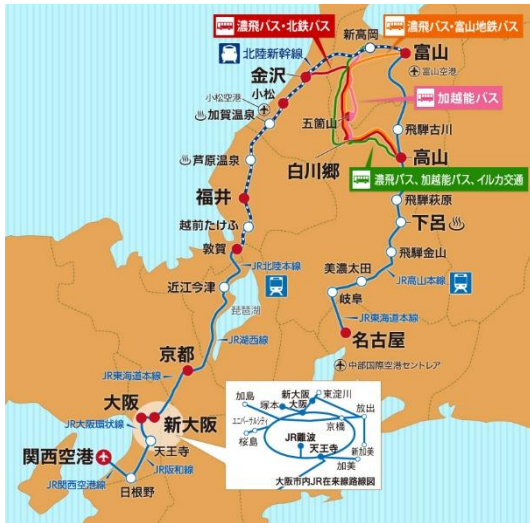 濃飛バス・北鉄バス
濃飛バス・富山地鉄バス
新高岡
北陸新幹線
富山
富山空港
金沢
小松
小松空港
加賀温泉
加越能バス
五箇山
飛騨古川
白川郷
高山
芦原温泉
濃飛バス、加越能バス、イルカ交通
福井
飛騨萩原
越前たけふ
下呂
敦賀
飛騨金山
JR北陸本線
美濃太田
JR高山本線
近江今津
岐阜
琵琶湖
JR東海道本線
JR湖西線
名古屋
京都
中部国際空港セントレア
JR東海道本線
大阪
新大阪
JR大阪環状線
天王寺
関西空港
JR阪和線
JR関西空港線
日根野
加島
新大阪
東淀川
塚本
大阪
放出
ユニバーサルシティ
京橋
桜島
JR難波
新加美
天王寺
加美
大阪市内JR在来線路線図